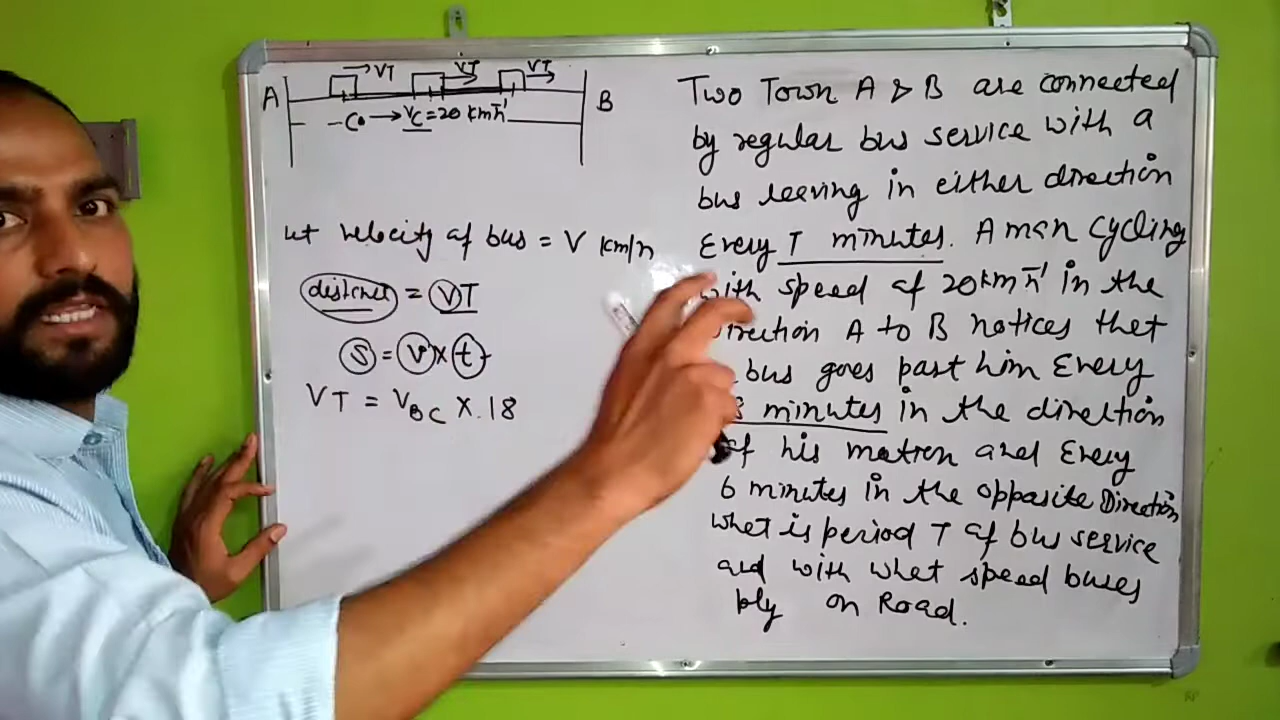 VT VT VT
A B
C → VC = 20 kmh⁻¹
Let velocity of bus = V km/h
distance = VT
S = V × t
VT = VBC × 18
Two Town A & B are connected
by regular bus service with a
bus leaving in either direction
Every T minutes. A man cycling
with speed of 20 kmh⁻¹ in the
direction A to B notices that
bus goes past him Every
minutes in the direction
of his motion and Every
6 minutes in the opposite Direction
what is period T of bus service
and with what speed buses
ply on Road.